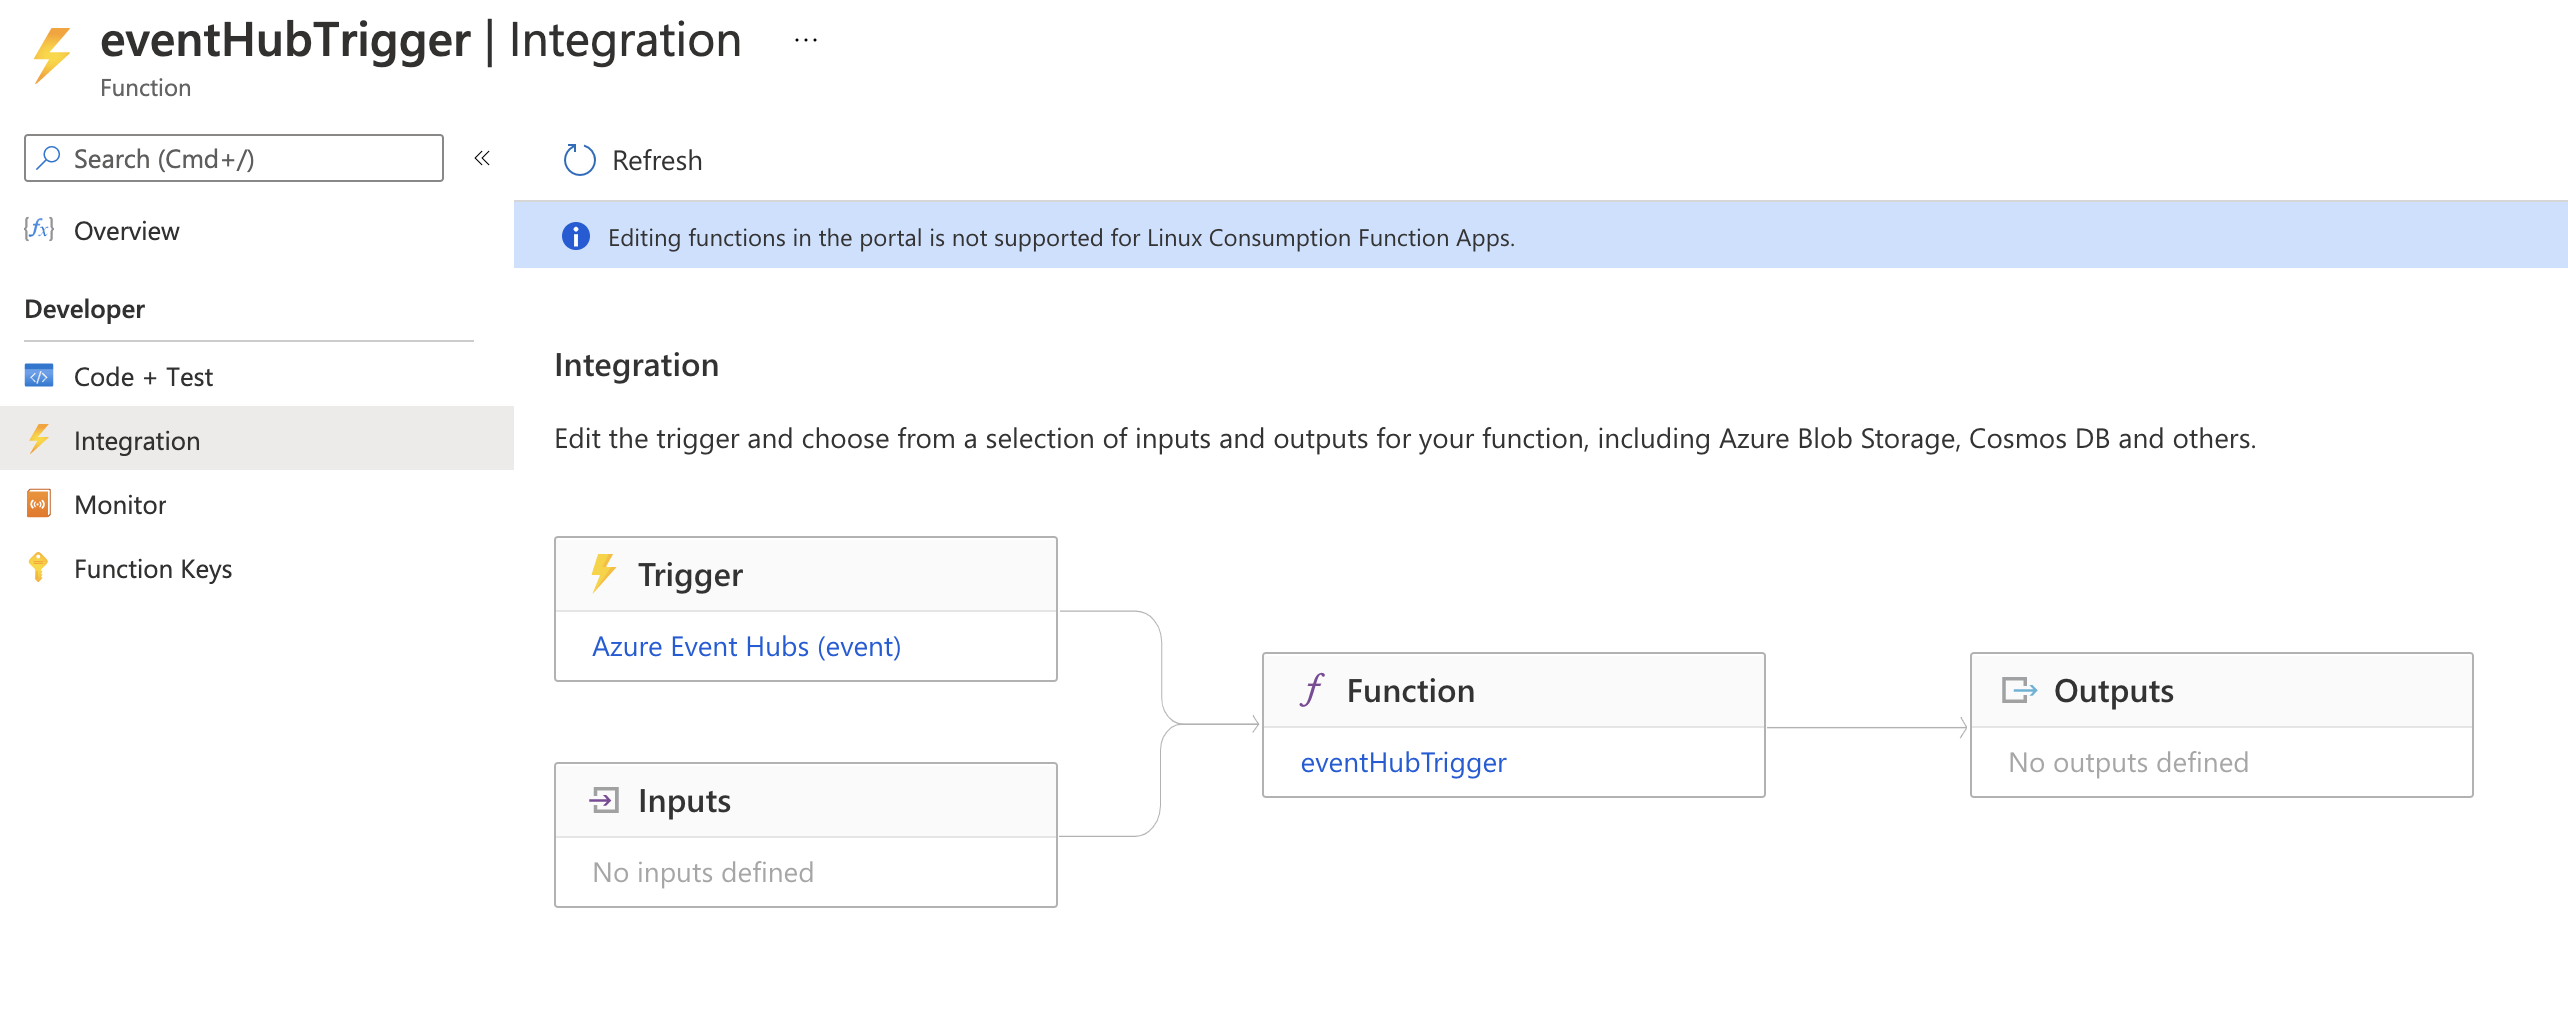 eventHubTrigger | Integration ...
Function
Search (Cmd+/)
«
Refresh
Overview
Editing functions in the portal is not supported for Linux Consumption Function Apps.
Developer
Code + Test
Integration
Monitor
Function Keys
Integration
Edit the trigger and choose from a selection of inputs and outputs for your function, including Azure Blob Storage, Cosmos DB and others.
Trigger
Azure Event Hubs (event)
Inputs
No inputs defined
Function
eventHubTrigger
Outputs
No outputs defined